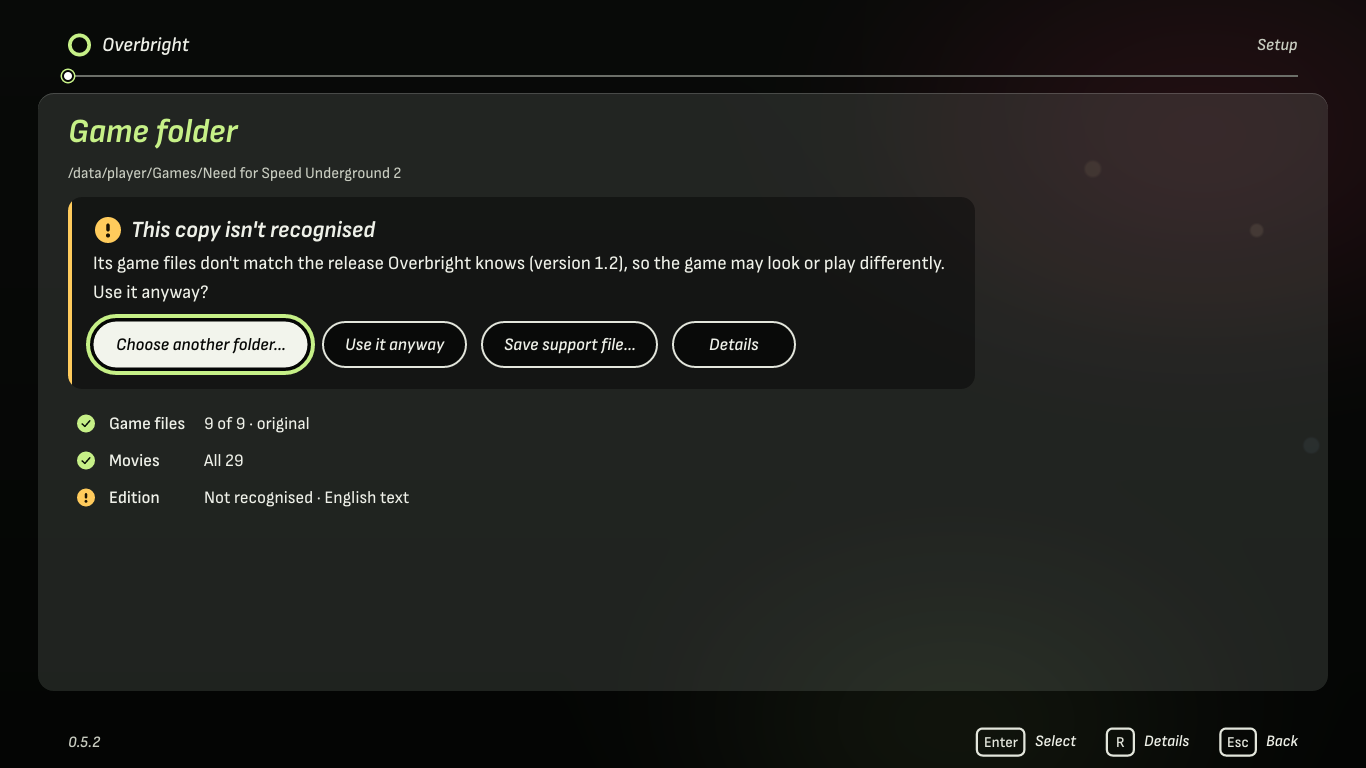 Overbright
Setup
Game folder
/data/player/Games/Need for Speed Underground 2
This copy isn't recognised
Its game files don't match the release Overbright knows (version 1.2), so the game may look or play differently.
Use it anyway?
Choose another folder...
Use it anyway
Save support file...
Details
Game files 9 of 9 · original
Movies All 29
Edition Not recognised · English text
0.5.2
Enter Select R Details Esc Back